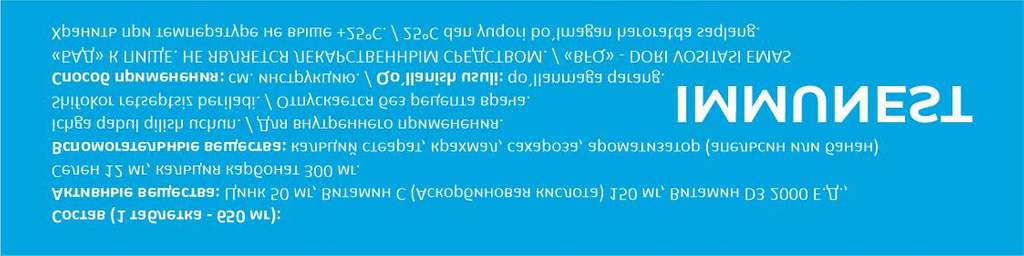 Состав (1 таблетка - 650 мг):
Активные вещества: Цинк 50 мг, Витамин С (Аскорбиновая кислота) 150 мг, Витамин D3 2000 Е.Д.,
Селен 12 мг, кальция карбонат 300 мг.
Вспомогательные вещества: кальций стеарат, крахмал, сахароза, ароматизатор (апельсин или банан)
Ichga qabul qilish uchun. / Для внутреннего применения.
IMMUNEST
Shifokor retseptsiz beriladi. / Отпускается без рецепта врача.
Способ применения: см. инструкцию. / Qo`llanish usuli: qo`llanmaga qarang.
«БАД» К ПИЩЕ. НЕ ЯВЛЯЕТСЯ ЛЕКАРСТВЕННЫМ СРЕДСТВОМ. / «BFQ» - DORI VOSITASI EMAS
Хранить при температуре не выше +25°С. / 25°С dan yuqori bo`lmagan haroratda saqlang.